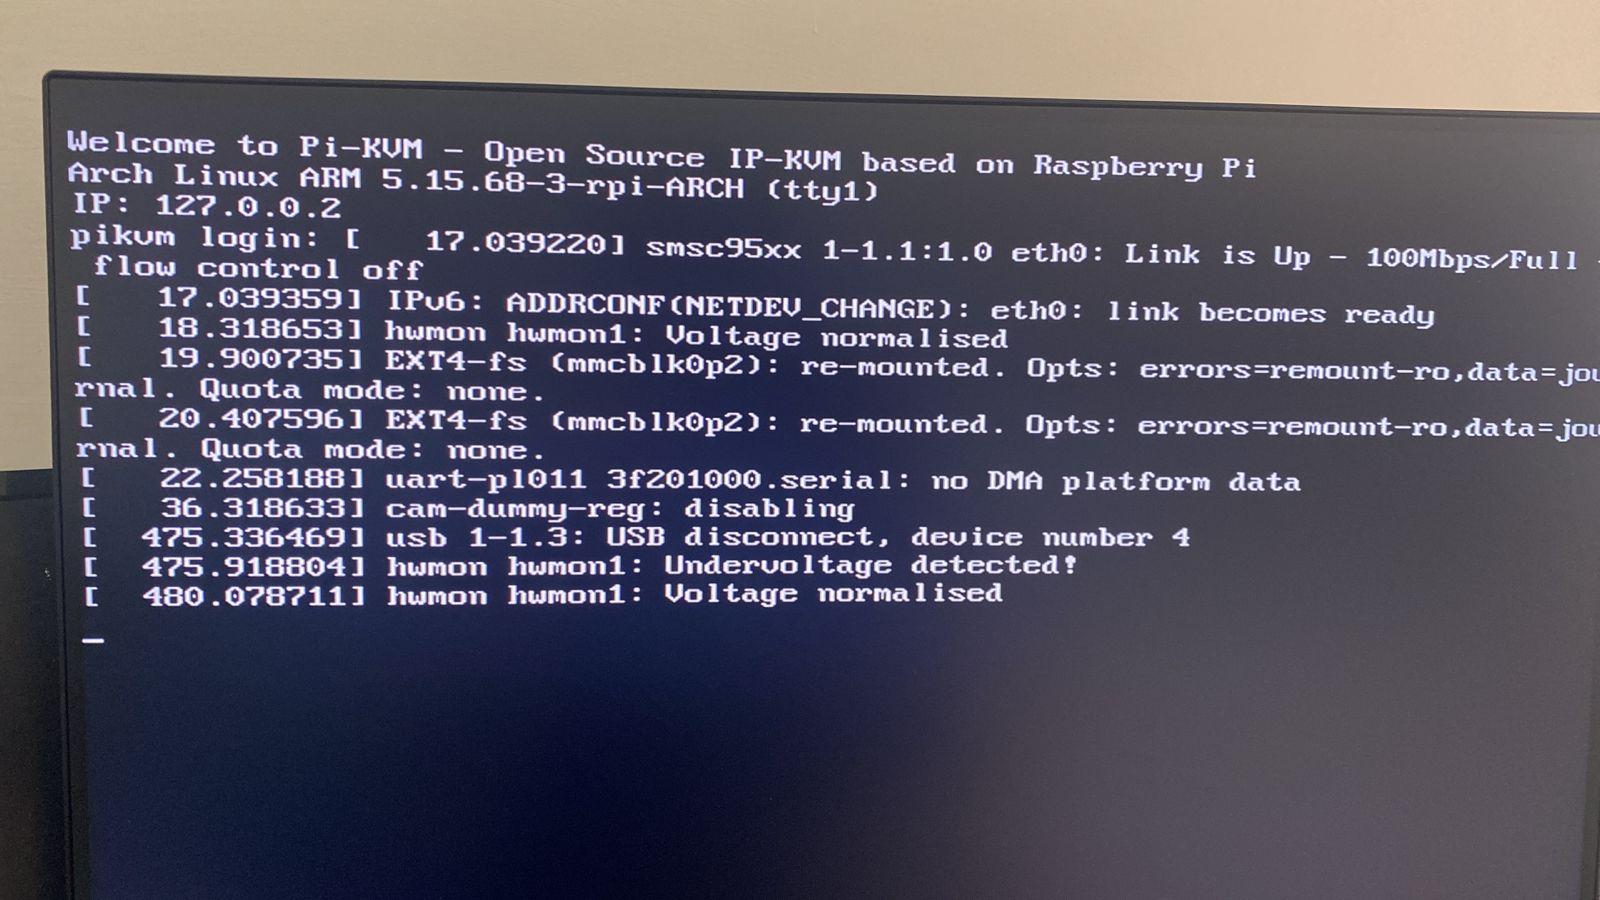 Welcome to Pi-KVM - Open Source IP-KVM based on Raspberry Pi
Arch Linux ARM 5.15.68-3-rpi-ARCH (tty1)
IP: 127.0.0.2
pikvm login: [   17.039220] smsc95xx 1-1.1:1.0 eth0: Link is Up - 100Mbps/Full -
flow control off
[   17.039359] IPv6: ADDRCONF(NETDEV_CHANGE): eth0: link becomes ready
[   18.318653] hwmon hwmon1: Voltage normalised
[   19.900735] EXT4-fs (mmcblk0p2): re-mounted. Opts: errors=remount-ro,data=jou
rnal. Quota mode: none.
[   20.407596] EXT4-fs (mmcblk0p2): re-mounted. Opts: errors=remount-ro,data=jou
rnal. Quota mode: none.
[   22.258188] uart-pl011 3f201000.serial: no DMA platform data
[   36.318633] cam-dummy-reg: disabling
[  475.336469] usb 1-1.3: USB disconnect, device number 4
[  475.918804] hwmon hwmon1: Undervoltage detected!
[  480.078711] hwmon hwmon1: Voltage normalised
_